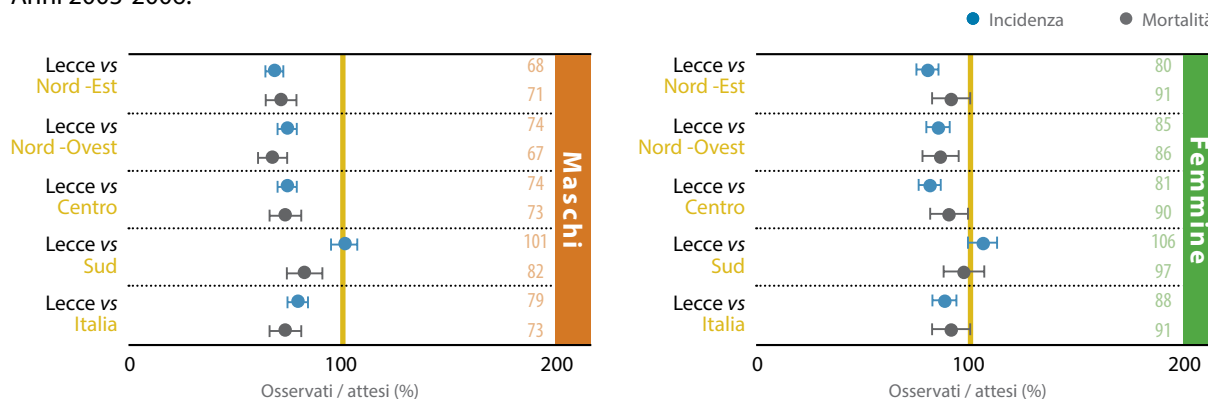 Anni 2003-2006.
Incidenza
Mortalità
Lecce vs
Nord -Est
68
71
Lecce vs
Nord -Ovest
74
67
Lecce vs
Centro
74
73
Lecce vs
Sud
101
82
Lecce vs
Italia
79
73
Maschi
0
100
200
Osservati / attesi (%)
Lecce vs
Nord -Est
80
91
Lecce vs
Nord -Ovest
85
86
Lecce vs
Centro
81
90
Lecce vs
Sud
106
97
Lecce vs
Italia
88
91
Femmine
0
100
200
Osservati / attesi (%)